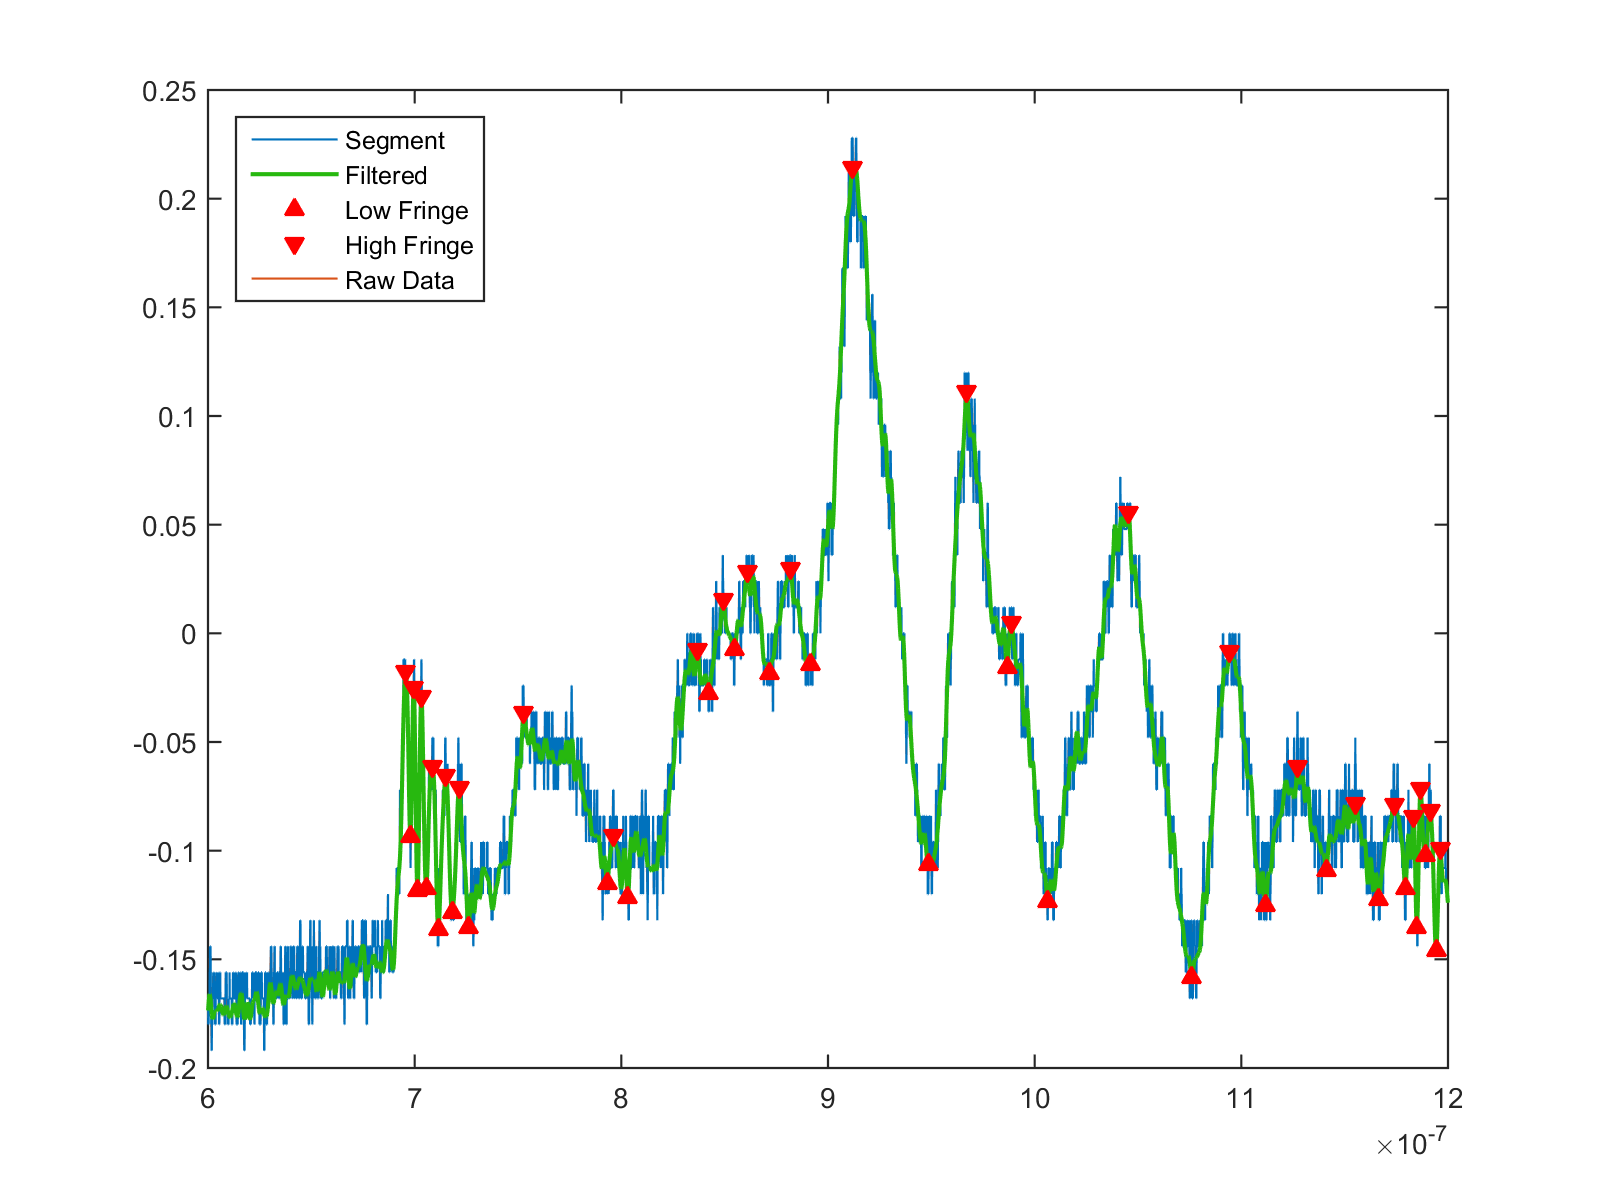 0.25
0.2
0.15
0.1
0.05
0
-0.05
-0.1
-0.15
-0.2
Segment
Filtered
Low Fringe
High Fringe
Raw Data
6 7 8 9 10 11 12
×10-7